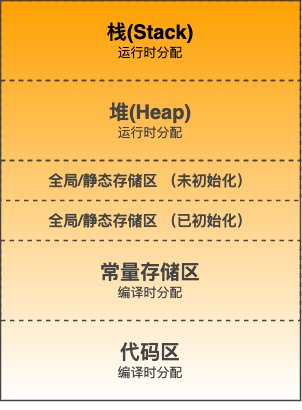 栈(Stack)
运行时分配
堆(Heap)
运行时分配
全局/静态存储区 （未初始化）
全局/静态存储区 （已初始化）
常量存储区
编译时分配
代码区
编译时分配